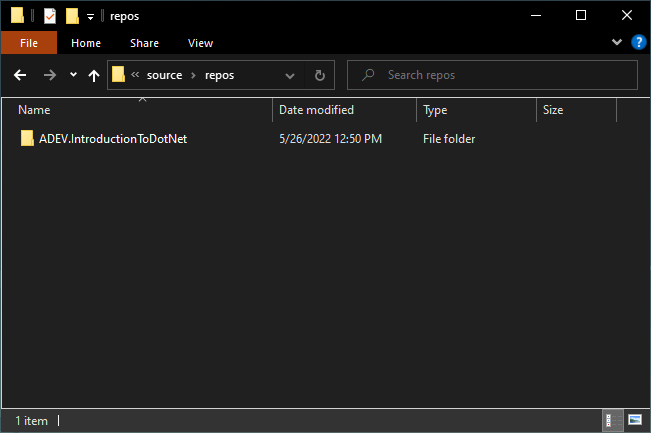 repos
File Home Share View
source repos Search repos
Name Date modified Type Size
ADEV.IntroductionToDotNet 5/26/2022 12:50 PM File folder
1 item